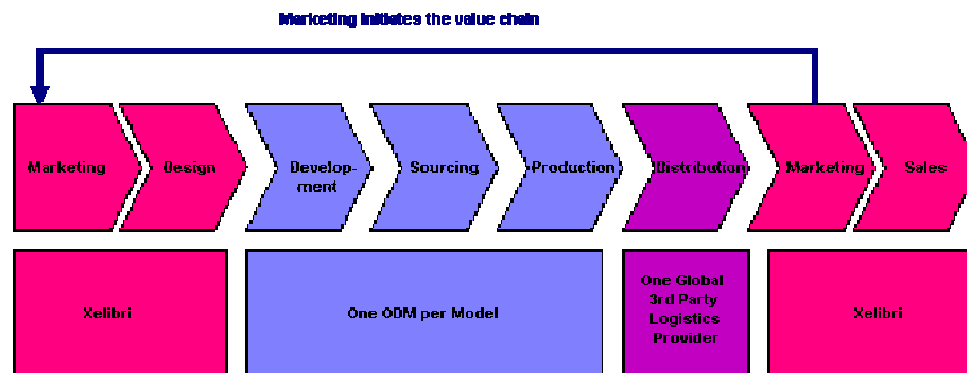 Marketing initiates the value chain
Marketing
Design
Develop-
ment
Sourcing
Production
Distribution
Marketing
Sales
Xelibri
One ODM per Model
One Global
3rd Party
Logistics
Provider
Xelibri